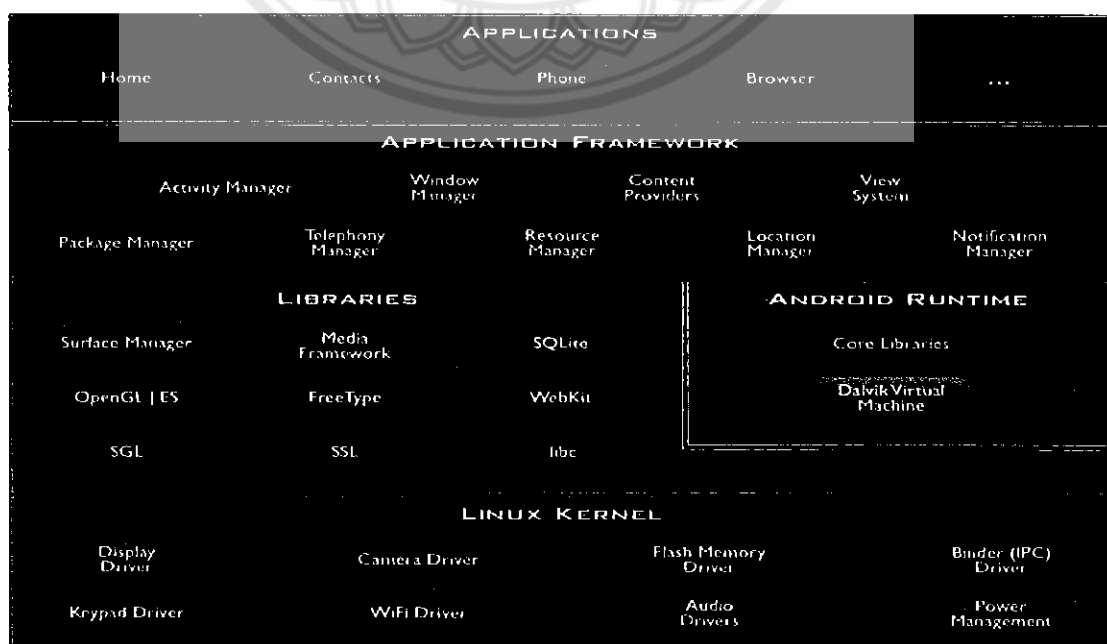 APPLICATIONS
Home Contacts Phone Browser ...
APPLICATION FRAMEWORK
Activity Manager Window Manager Content Providers View System
Package Manager Telephony Manager Resource Manager Location Manager Notification Manager
LIBRARIES
Surface Manager Media Framework SQLite
OpenGL | ES FreeType WebKit
SGL SSL libc
ANDROID RUNTIME
Core Libraries
Dalvik Virtual Machine
LINUX KERNEL
Display Driver Camera Driver Flash Memory Driver Binder (IPC) Driver
Keypad Driver WiFi Driver Audio Drivers Power Management